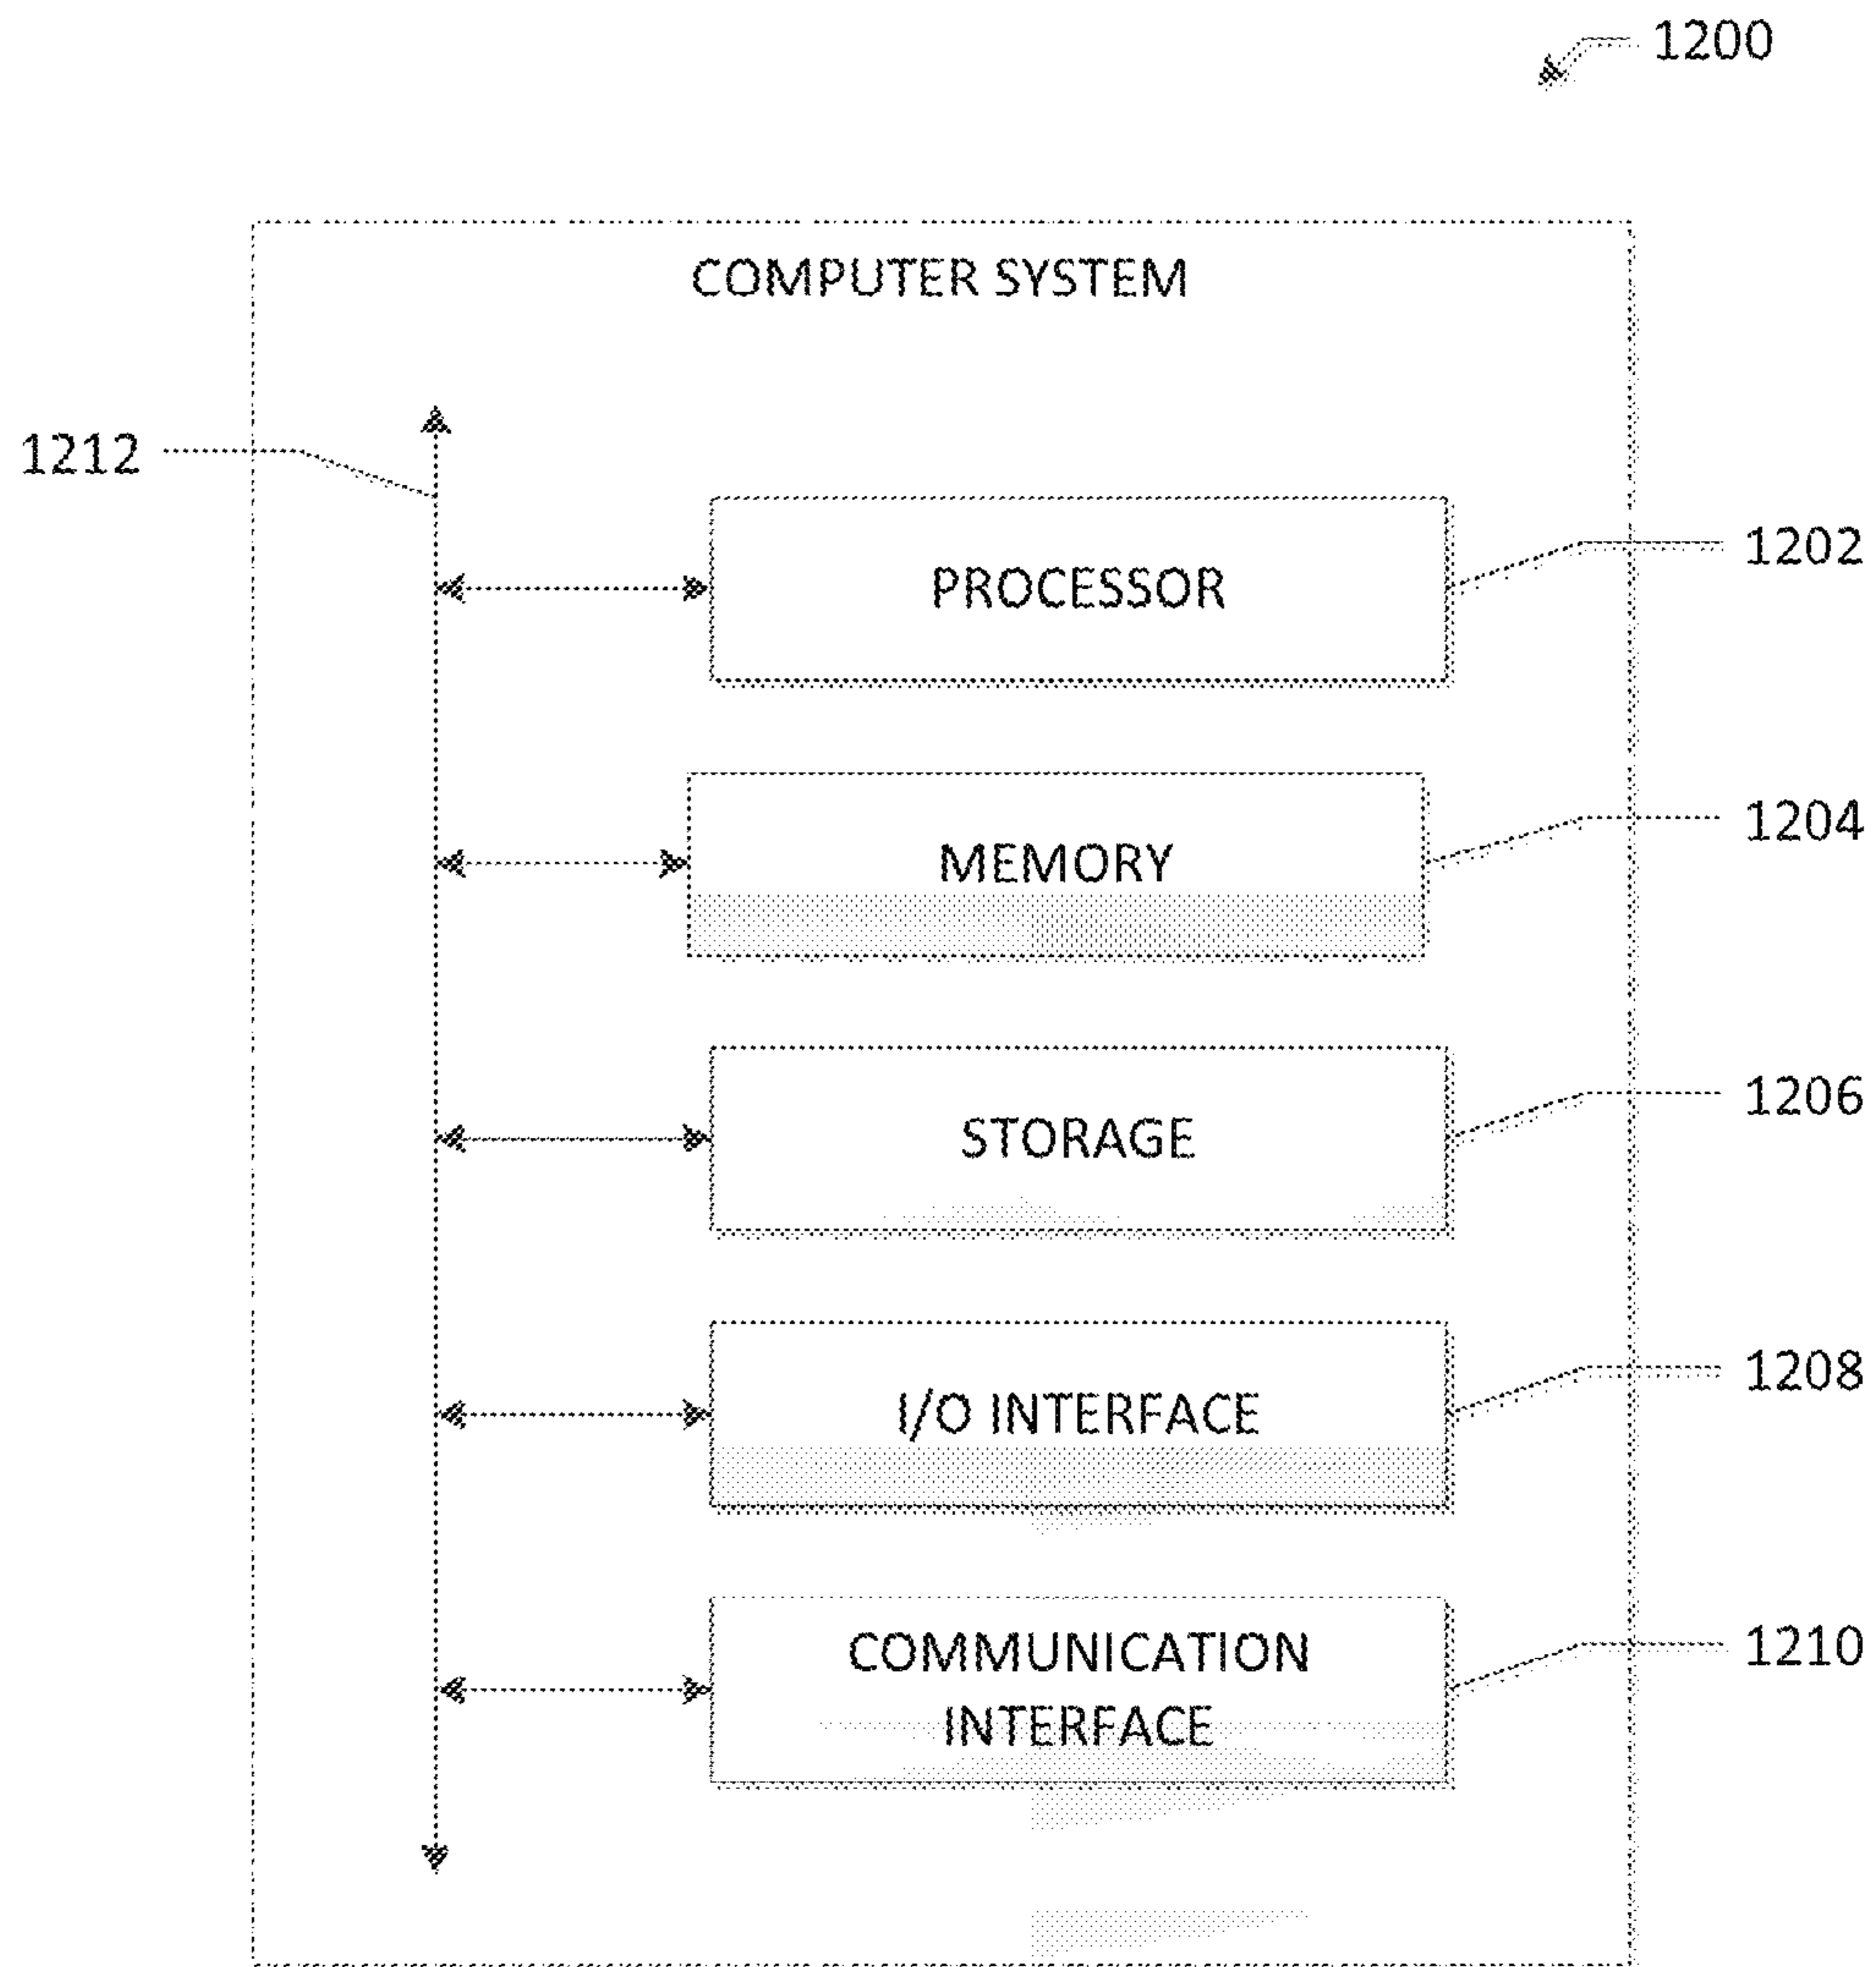 1200
COMPUTER SYSTEM
1212
PROCESSOR
1202
MEMORY
1204
STORAGE
1206
I/O INTERFACE
1208
COMMUNICATION
INTERFACE
1210